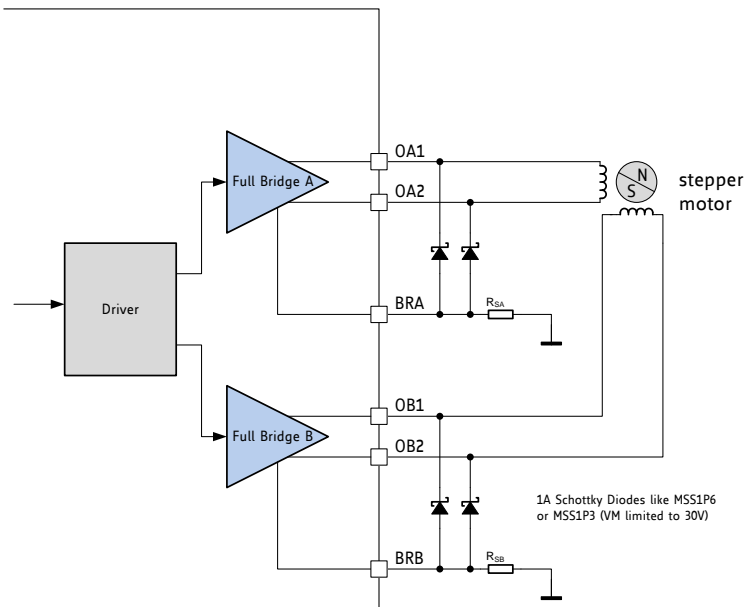 OA1
Full Bridge A
N
S
stepper
motor
OA2
Driver
BRA
RSA
OB1
Full Bridge B
OB2
1A Schottky Diodes like MSS1P6
or MSS1P3 (VM limited to 30V)
BRB
RSB